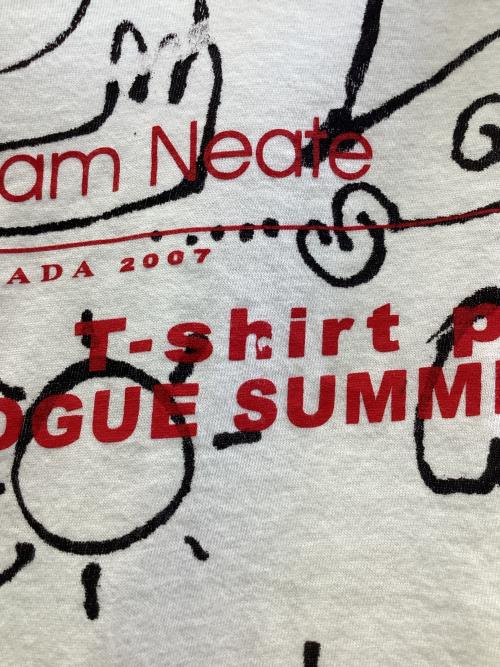 am Neate
ADA 2007
T-shirt p
OGUE SUMM